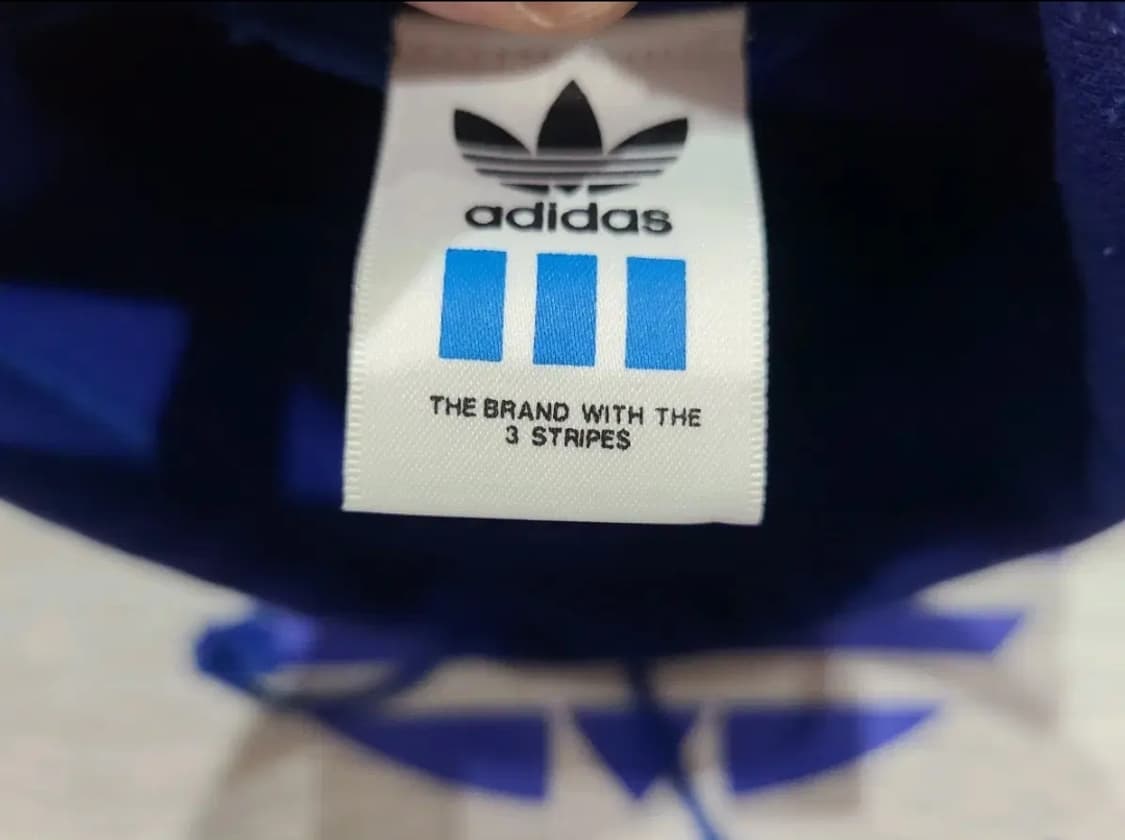 adidas
THE BRAND WITH THE
3 STRIPES